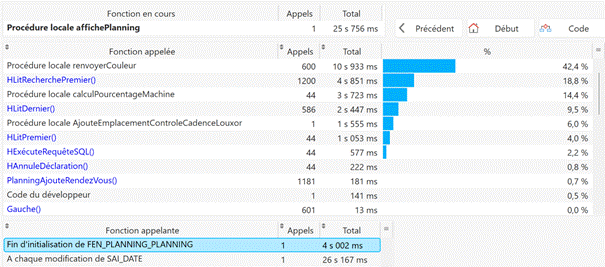 Fonction en cours Appels Total
Procédure locale affichePlanning 1 25 s 756 ms
Précédent Début Code
Fonction appelée Appels Total %
Procédure locale renvoyerCouleur 600 10 s 933 ms 42,4 %
HLitRecherchePremier() 1200 4 s 851 ms 18,8 %
Procédure locale calculPourcentageMachine 44 3 s 723 ms 14,4 %
HLitDernier() 586 2 s 447 ms 9,5 %
Procédure locale AjouteEmplacementControleCadenceLouxor 1 1 s 555 ms 6,0 %
HLitPremier() 44 1 s 053 ms 4,0 %
HExécuteRequêteSQL() 44 577 ms 2,2 %
HAnnuleDéclaration() 44 222 ms 0,8 %
PlanningAjouteRendezVous() 1181 181 ms 0,7 %
Code du développeur 1 141 ms 0,5 %
Gauche() 601 13 ms 0,0 %
Fonction appelante Appels Total
Fin d'initialisation de FEN_PLANNING_PLANNING 1 4 s 002 ms
A chaque modification de SAI_DATE 1 26 s 167 ms